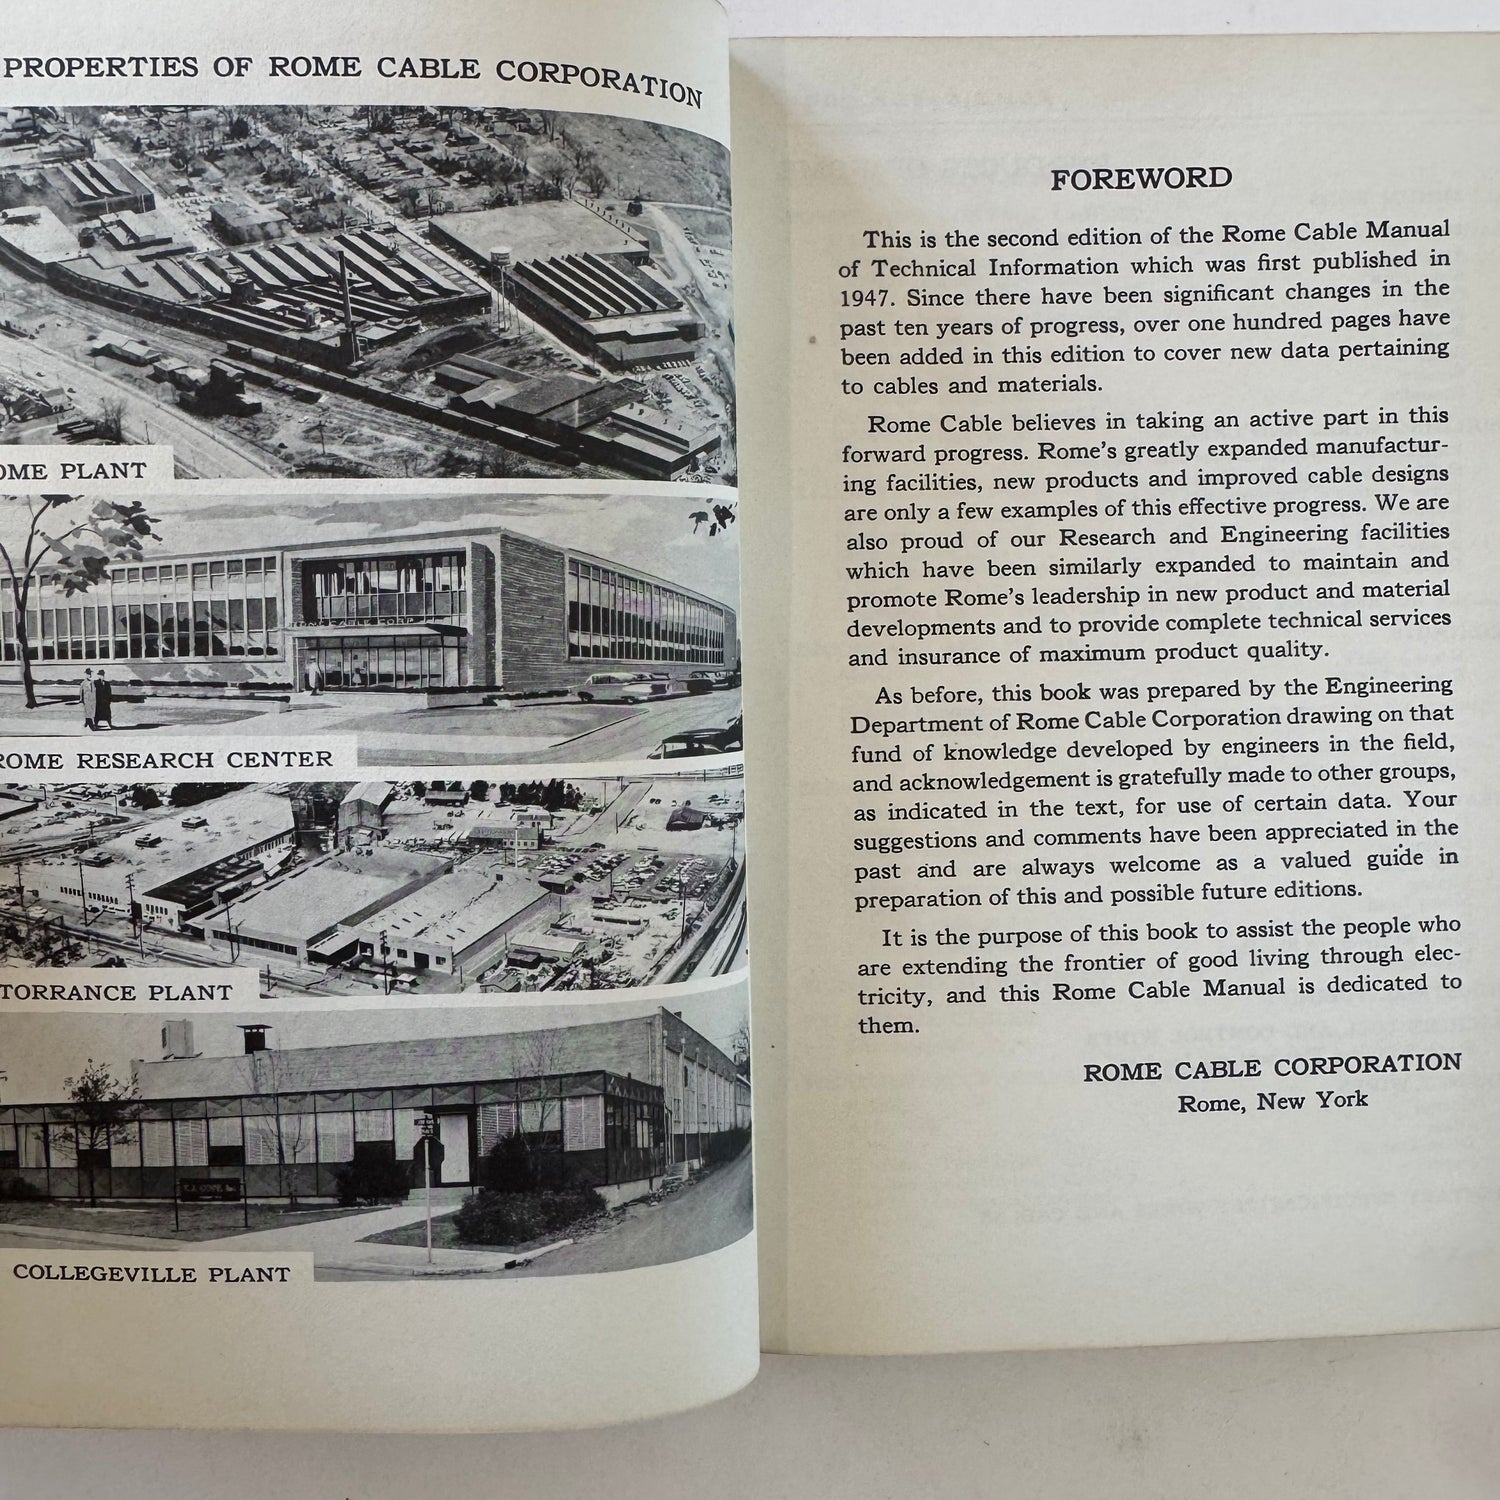 PROPERTIES OF ROME CABLE CORPORATION
OME PLANT
ROME CABLE CORP
ROME RESEARCH CENTER
TORRANCE PLANT
COLLEGEVILLE PLANT
FOREWORD
This is the second edition of the Rome Cable Manual
of Technical Information which was first published in
1947. Since there have been significant changes in the
past ten years of progress, over one hundred pages have
been added in this edition to cover new data pertaining
to cables and materials.
Rome Cable believes in taking an active part in this
forward progress. Rome's greatly expanded manufactur-
ing facilities, new products and improved cable designs
are only a few examples of this effective progress. We are
also proud of our Research and Engineering facilities
which have been similarly expanded to maintain and
promote Rome's leadership in new product and material
developments and to provide complete technical services
and insurance of maximum product quality.
As before, this book was prepared by the Engineering
Department of Rome Cable Corporation drawing on that
fund of knowledge developed by engineers in the field,
and acknowledgement is gratefully made to other groups,
as indicated in the text, for use of certain data. Your
suggestions and comments have been appreciated in the
past and are always welcome as a valued guide in
preparation of this and possible future editions.
It is the purpose of this book to assist the people who
are extending the frontier of good living through elec-
tricity, and this Rome Cable Manual is dedicated to
them.
ROME CABLE CORPORATION
Rome, New York